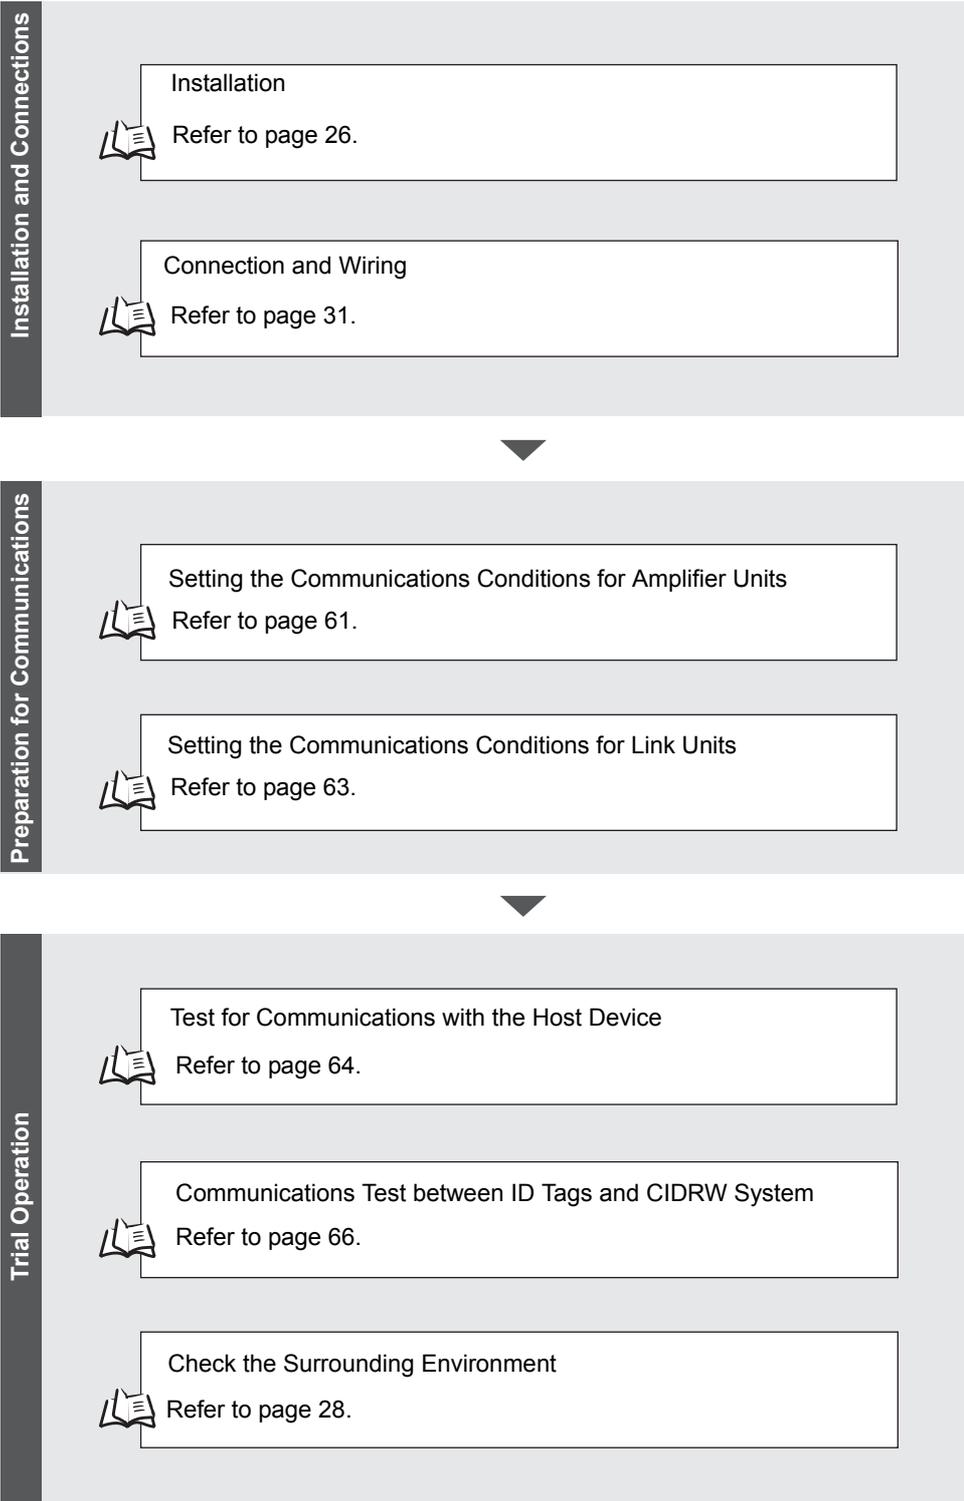 Installation and Connections
Installation
Refer to page 26.
Connection and Wiring
Refer to page 31.
Preparation for Communications
Setting the Communications Conditions for Amplifier Units
Refer to page 61.
Setting the Communications Conditions for Link Units
Refer to page 63.
Trial Operation
Test for Communications with the Host Device
Refer to page 64.
Communications Test between ID Tags and CIDRW System
Refer to page 66.
Check the Surrounding Environment
Refer to page 28.